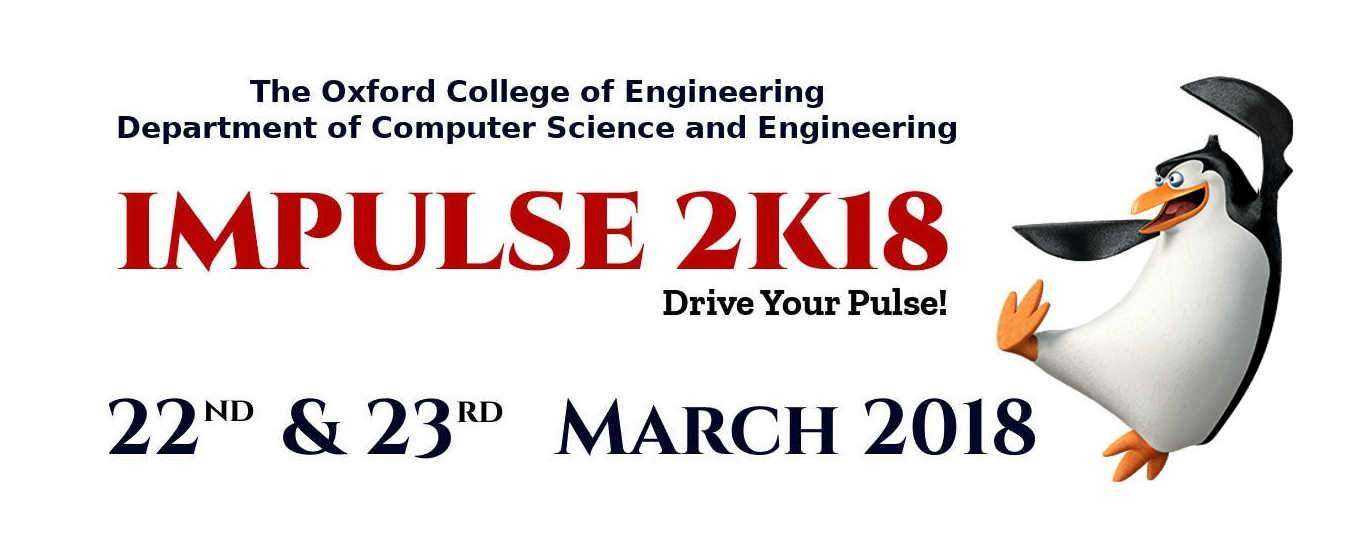 The Oxford College of Engineering
Department of Computer Science and Engineering
IMPULSE 2K18
Drive Your Pulse!
22ND & 23RD MARCH 2018